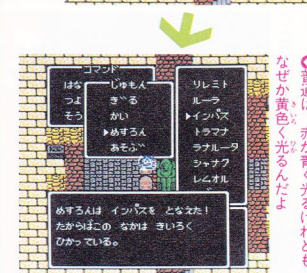 普通は、赤か青く光るけれども
なぜか黄色く光るんだよ
コマンド
はな
つよ
そう
じゅもん
きぐる
かい
▶めすろん
あそぶ
リレミト
ルーラ
▶インパス
トラマナ
ラナルータ
シャナク
レムオル
めすろんは インパスを となえた!
たからばこの なかは きいろく
ひかっている。